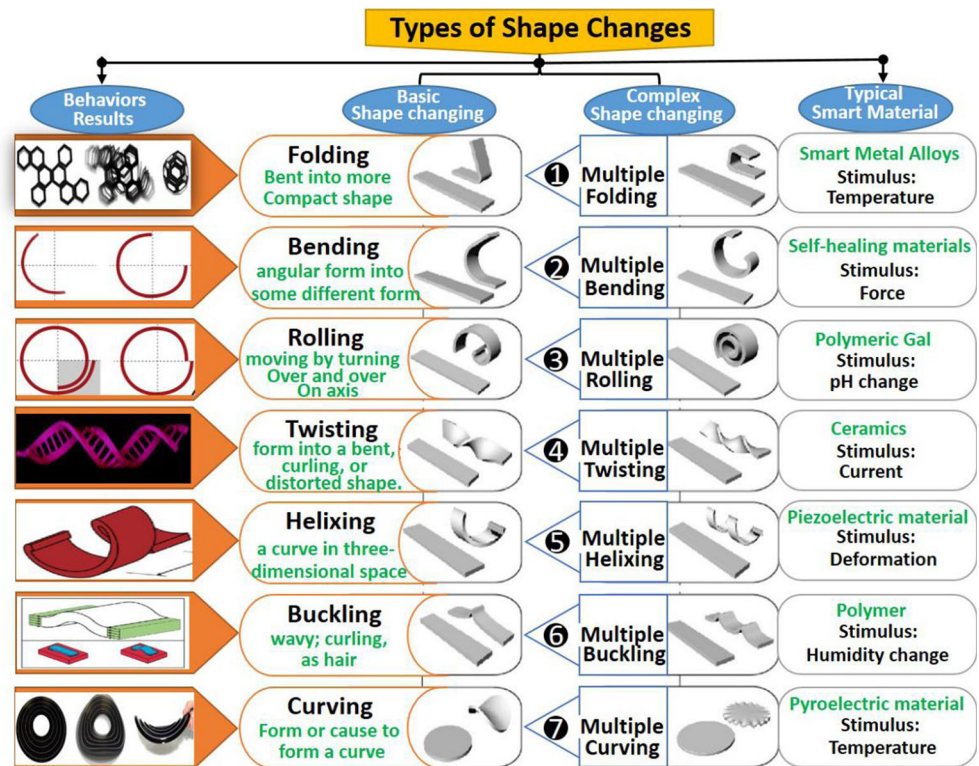 Types of Shape Changes
Behaviors
Results
Basic
Shape changing
Complex
Shape changing
Typical
Smart Material
Folding
Bent into more
Compact shape
1
Multiple
Folding
Smart Metal Alloys
Stimulus:
Temperature
Bending
angular form into
some different form
2
Multiple
Bending
Self-healing materials
Stimulus:
Force
Rolling
moving by turning
Over and over
On axis
3
Multiple
Rolling
Polymeric Gal
Stimulus:
pH change
Twisting
form into a bent,
curling, or
distorted shape.
4
Multiple
Twisting
Ceramics
Stimulus:
Current
Helixing
a curve in three-
dimensional space
5
Multiple
Helixing
Piezoelectric material
Stimulus:
Deformation
Buckling
wavy; curling,
as hair
6
Multiple
Buckling
Polymer
Stimulus:
Humidity change
Curving
Form or cause to
form a curve
7
Multiple
Curving
Pyroelectric material
Stimulus:
Temperature